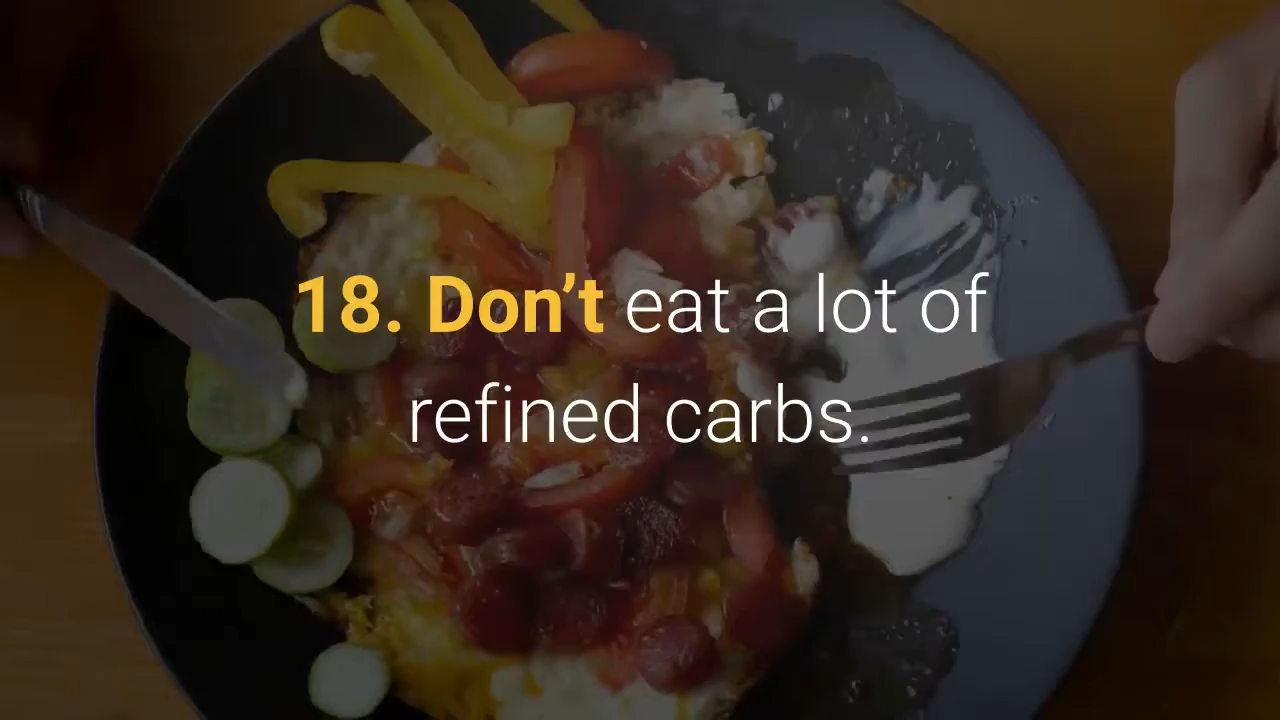 18. Don’t eat a lot of
refined carbs.